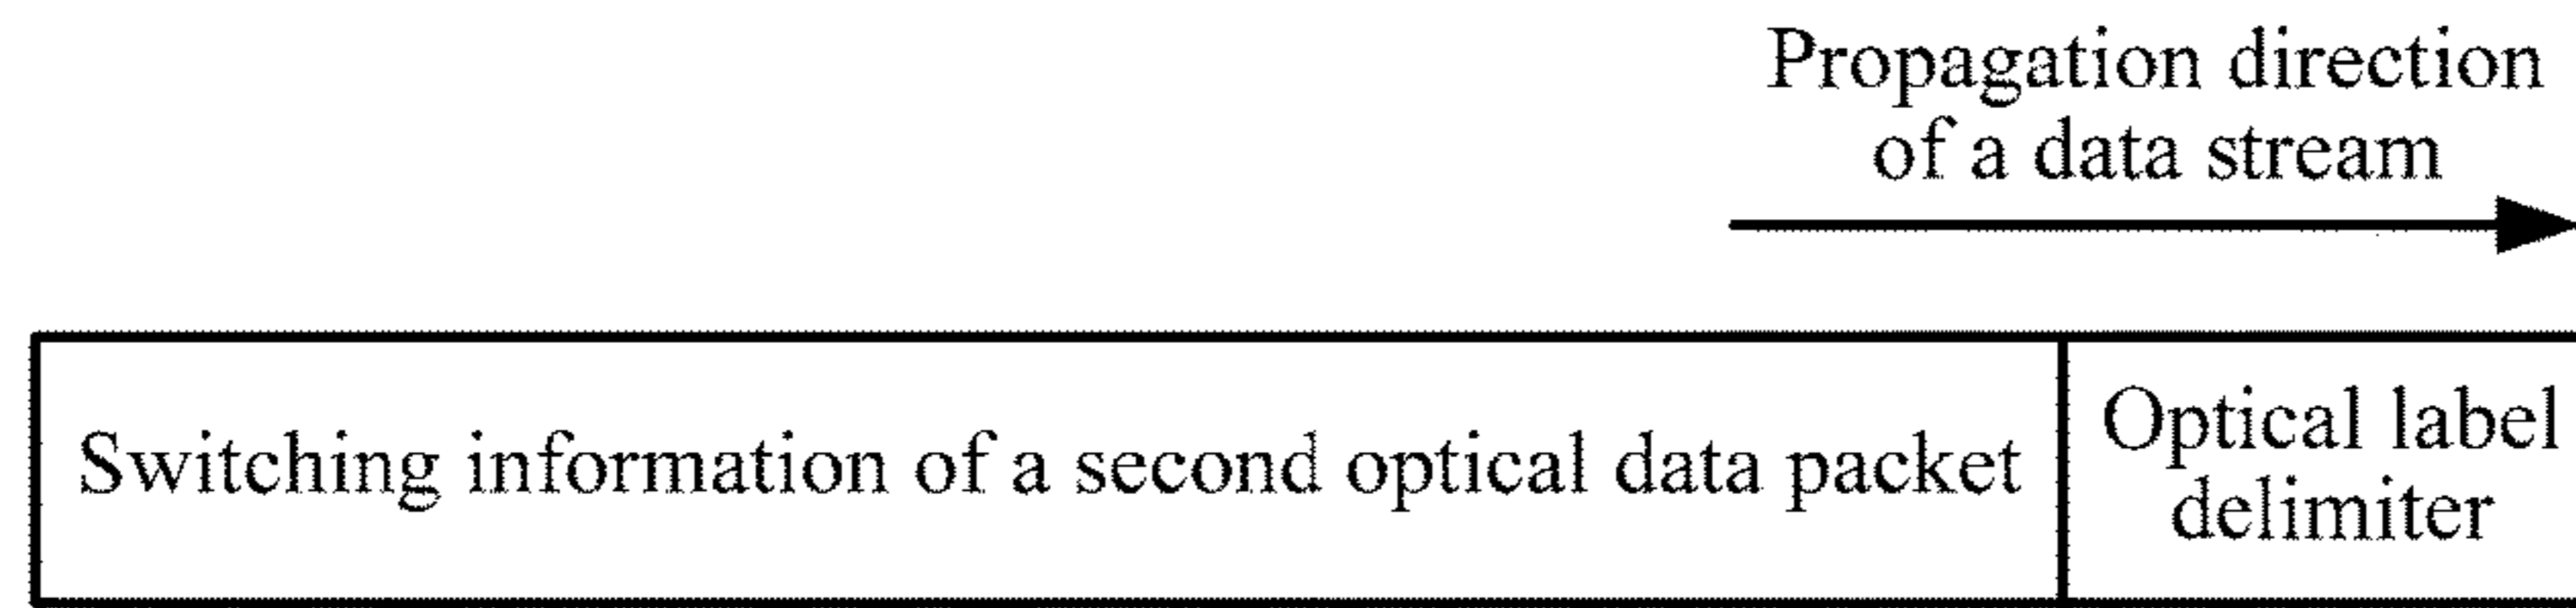 Propagation direction
of a data stream
Switching information of a second optical data packet
Optical label
delimiter